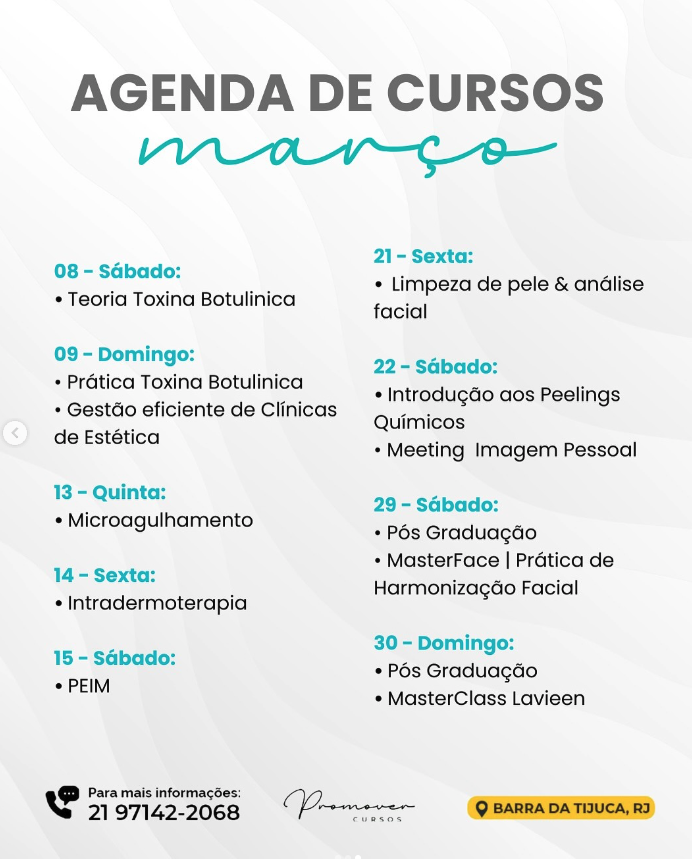 AGENDA DE CURSOS
março
08 - Sábado:
• Teoria Toxina Botulinica
09 - Domingo:
• Prática Toxina Botulinica
• Gestão eficiente de Clínicas
de Estética
13 - Quinta:
• Microagulhamento
14 - Sexta:
• Intradermoterapia
15 - Sábado:
• PEIM
21 - Sexta:
• Limpeza de pele & análise
facial
22 - Sábado:
• Introdução aos Peelings
Químicos
• Meeting Imagem Pessoal
29 - Sábado:
• Pós Graduação
• MasterFace | Prática de
Harmonização Facial
30 - Domingo:
• Pós Graduação
• MasterClass Lavieen
Para mais informações:
21 97142-2068
Promover
CURSOS
BARRA DA TIJUCA, RJ